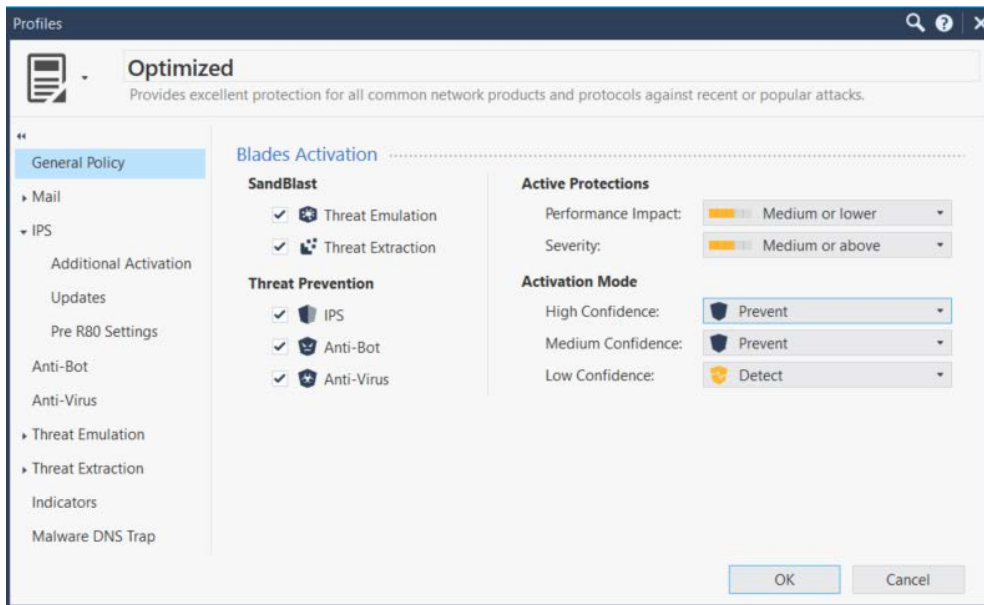 Profiles
Optimized
Provides excellent protection for all common network products and protocols against recent or popular attacks.
General Policy
Mail
IPS
Additional Activation
Updates
Pre R80 Settings
Anti-Bot
Anti-Virus
Threat Emulation
Threat Extraction
Indicators
Malware DNS Trap
Blades Activation
SandBlast
Threat Emulation
Threat Extraction
Threat Prevention
IPS
Anti-Bot
Anti-Virus
Active Protections
Performance Impact: Medium or lower
Severity: Medium or above
Activation Mode
High Confidence: Prevent
Medium Confidence: Prevent
Low Confidence: Detect
OK Cancel